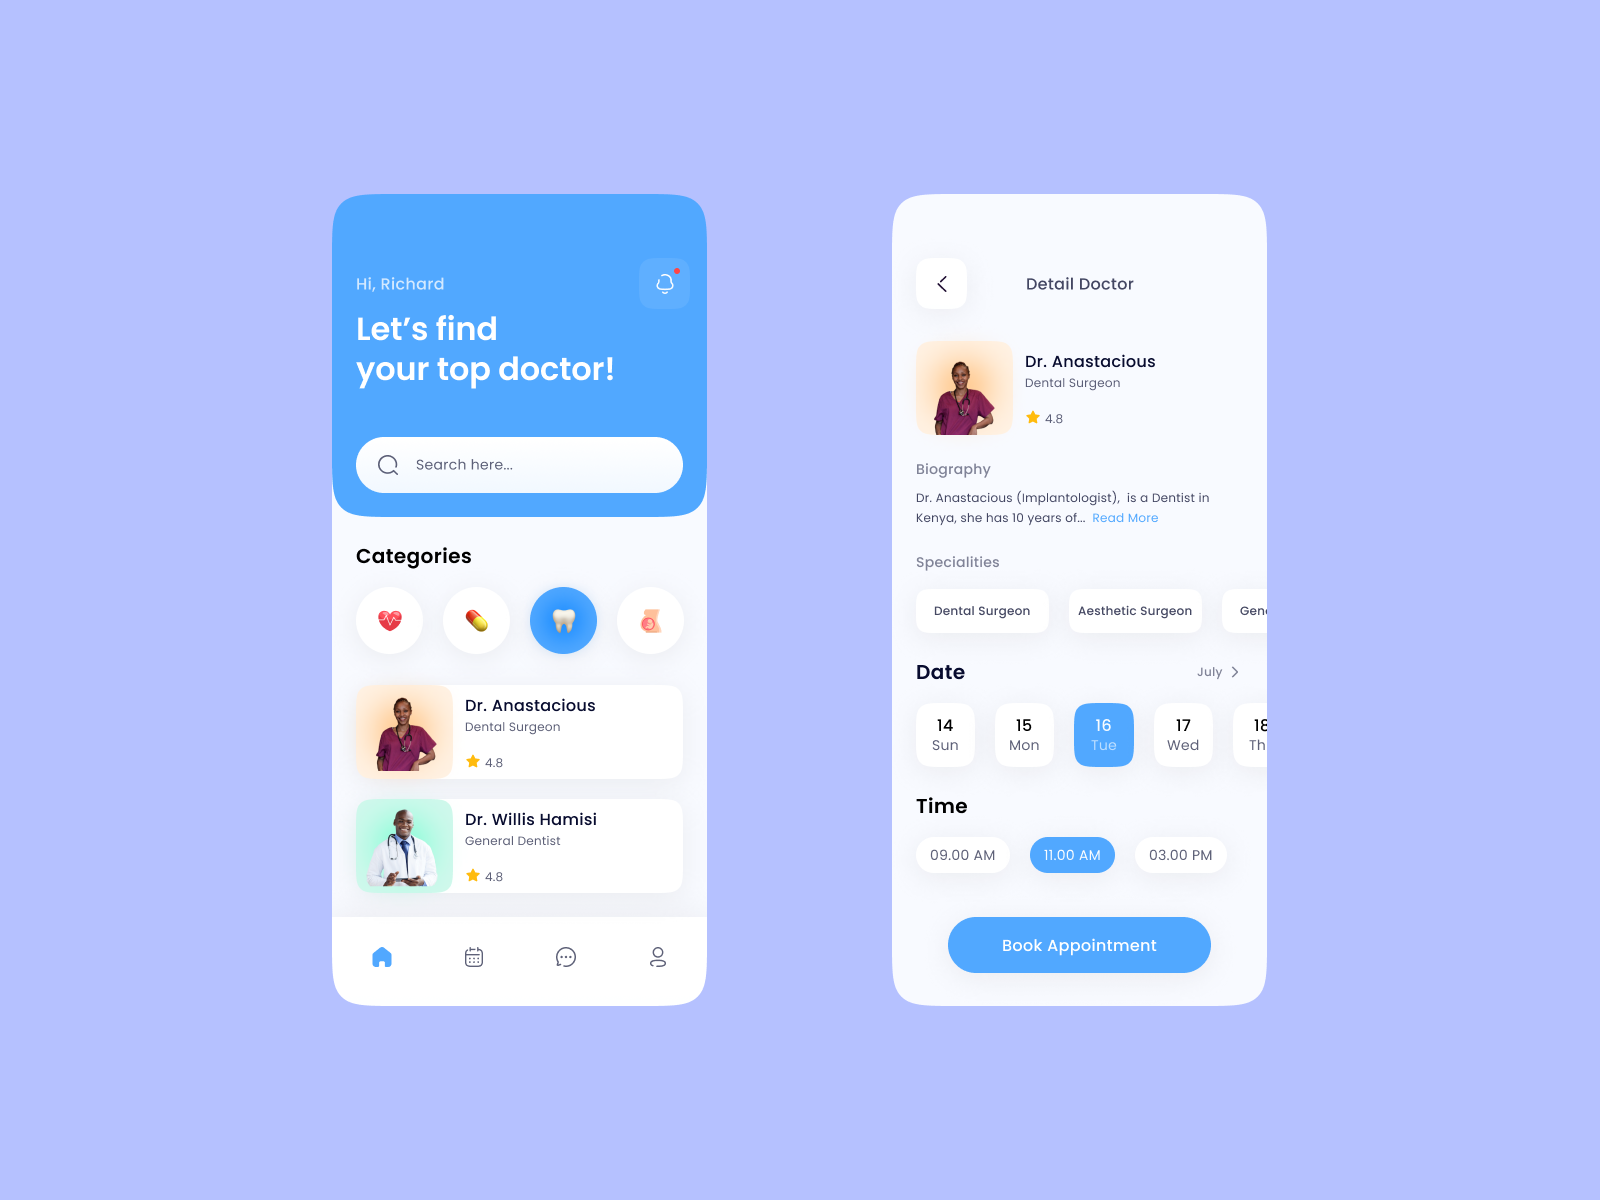 Hi, Richard
Let’s find
your top doctor!
Search here...
Categories
Dr. Anastacious
Dental Surgeon
4.8
Dr. Willis Hamisi
General Dentist
4.8
Detail Doctor
Dr. Anastacious
Dental Surgeon
4.8
Biography
Dr. Anastacious (Implantologist),  is a Dentist in
Kenya, she has 10 years of... Read More
Specialities
Dental Surgeon Aesthetic Surgeon Gene
Date July
14 15 16 17 18
Sun Mon Tue Wed Th
Time
09.00 AM 11.00 AM 03.00 PM
Book Appointment